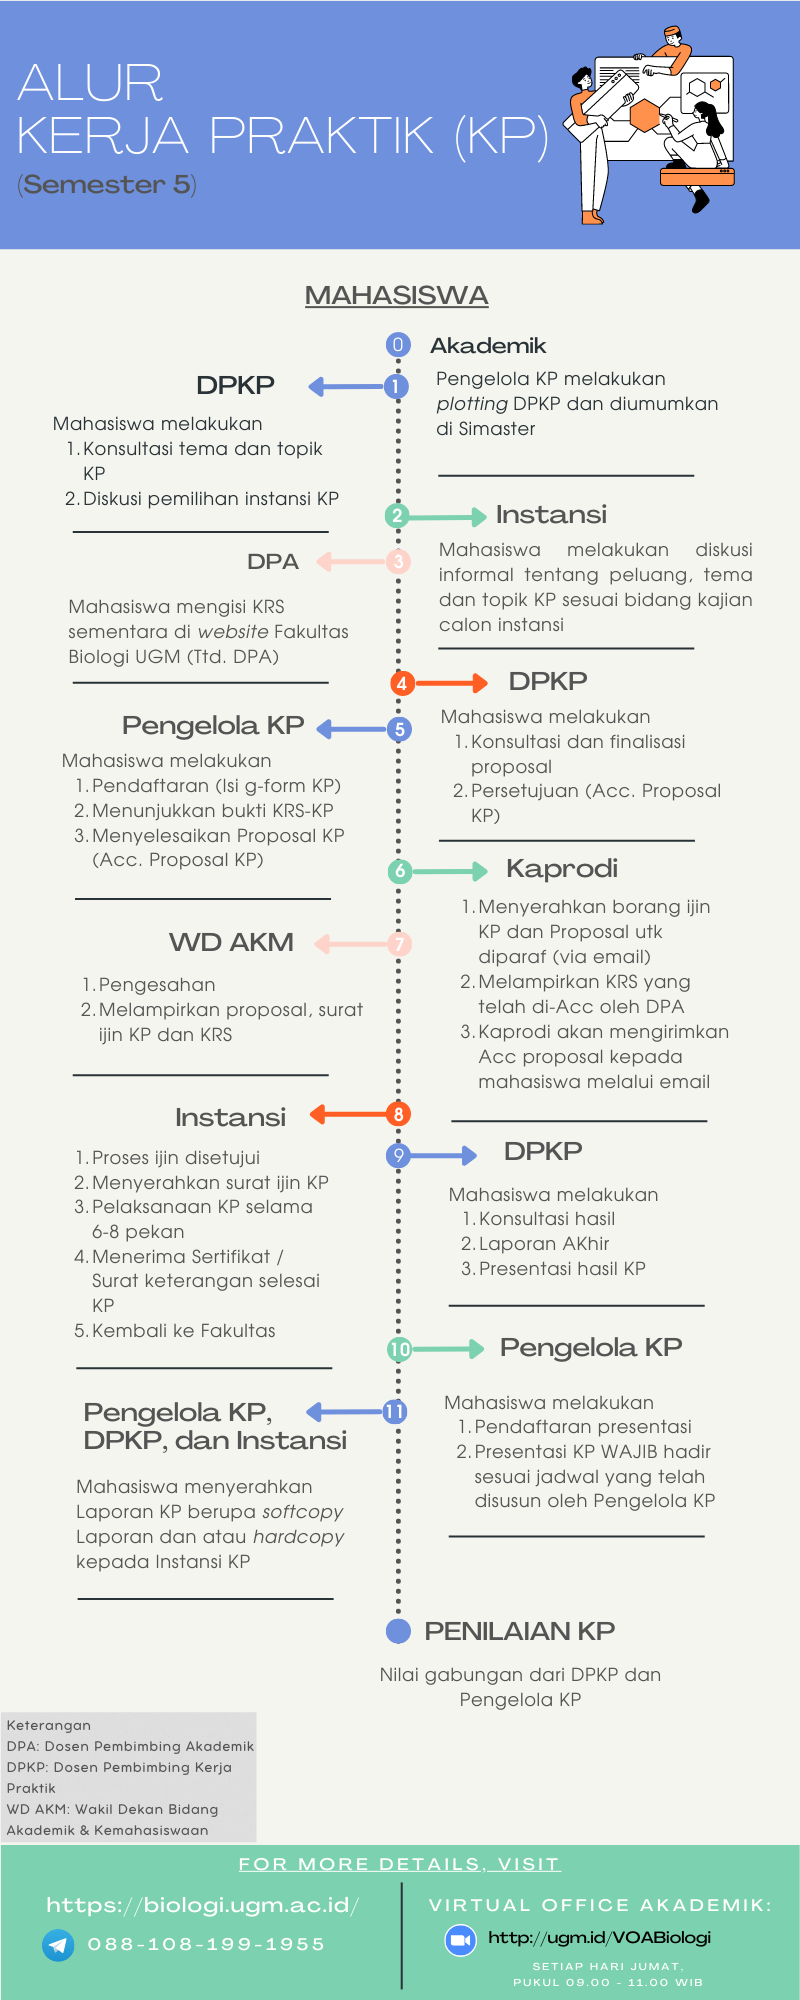 ALUR
KERJA PRAKTIK (KP)
(Semester 5)
MAHASISWA
0
Akademik
Pengelola KP melakukan
plotting DPKP dan diumumkan
di Simaster
1
DPKP
Mahasiswa melakukan
1. Konsultasi tema dan topik
KP
2. Diskusi pemilihan instansi KP
2
Instansi
Mahasiswa melakukan diskusi
informal tentang peluang, tema
dan topik KP sesuai bidang kajian
calon instansi
3
DPA
Mahasiswa mengisi KRS
sementara di website Fakultas
Biologi UGM (Ttd. DPA)
4
DPKP
Mahasiswa melakukan
1. Konsultasi dan finalisasi
proposal
2. Persetujuan (Acc. Proposal
KP)
5
Pengelola KP
Mahasiswa melakukan
1. Pendaftaran (Isi g-form KP)
2. Menunjukkan bukti KRS-KP
3. Menyelesaikan Proposal KP
(Acc. Proposal KP)
6
Kaprodi
1. Menyerahkan borang ijin
KP dan Proposal utk
diparaf (via email)
2. Melampirkan KRS yang
telah di-Acc oleh DPA
3. Kaprodi akan mengirimkan
Acc proposal kepada
mahasiswa melalui email
7
WD AKM
1. Pengesahan
2. Melampirkan proposal, surat
ijin KP dan KRS
8
Instansi
1. Proses ijin disetujui
2. Menyerahkan surat ijin KP
3. Pelaksanaan KP selama
6-8 pekan
4. Menerima Sertifikat /
Surat keterangan selesai
KP
5. Kembali ke Fakultas
9
DPKP
Mahasiswa melakukan
1. Konsultasi hasil
2. Laporan AKhir
3. Presentasi hasil KP
10
Pengelola KP
Mahasiswa melakukan
1. Pendaftaran presentasi
2. Presentasi KP WAJIB hadir
sesuai jadwal yang telah
disusun oleh Pengelola KP
11
Pengelola KP,
DPKP, dan Instansi
Mahasiswa menyerahkan
Laporan KP berupa softcopy
Laporan dan atau hardcopy
kepada Instansi KP
PENILAIAN KP
Nilai gabungan dari DPKP dan
Pengelola KP
Keterangan
DPA: Dosen Pembimbing Akademik
DPKP: Dosen Pembimbing Kerja
Praktik
WD AKM: Wakil Dekan Bidang
Akademik & Kemahasiswaan
FOR MORE DETAILS, VISIT
https://biologi.ugm.ac.id/
088-108-199-1955
VIRTUAL OFFICE AKADEMIK:
http://ugm.id/VOABiologi
SETIAP HARI JUMAT,
PUKUL 09.00 - 11.00 WIB